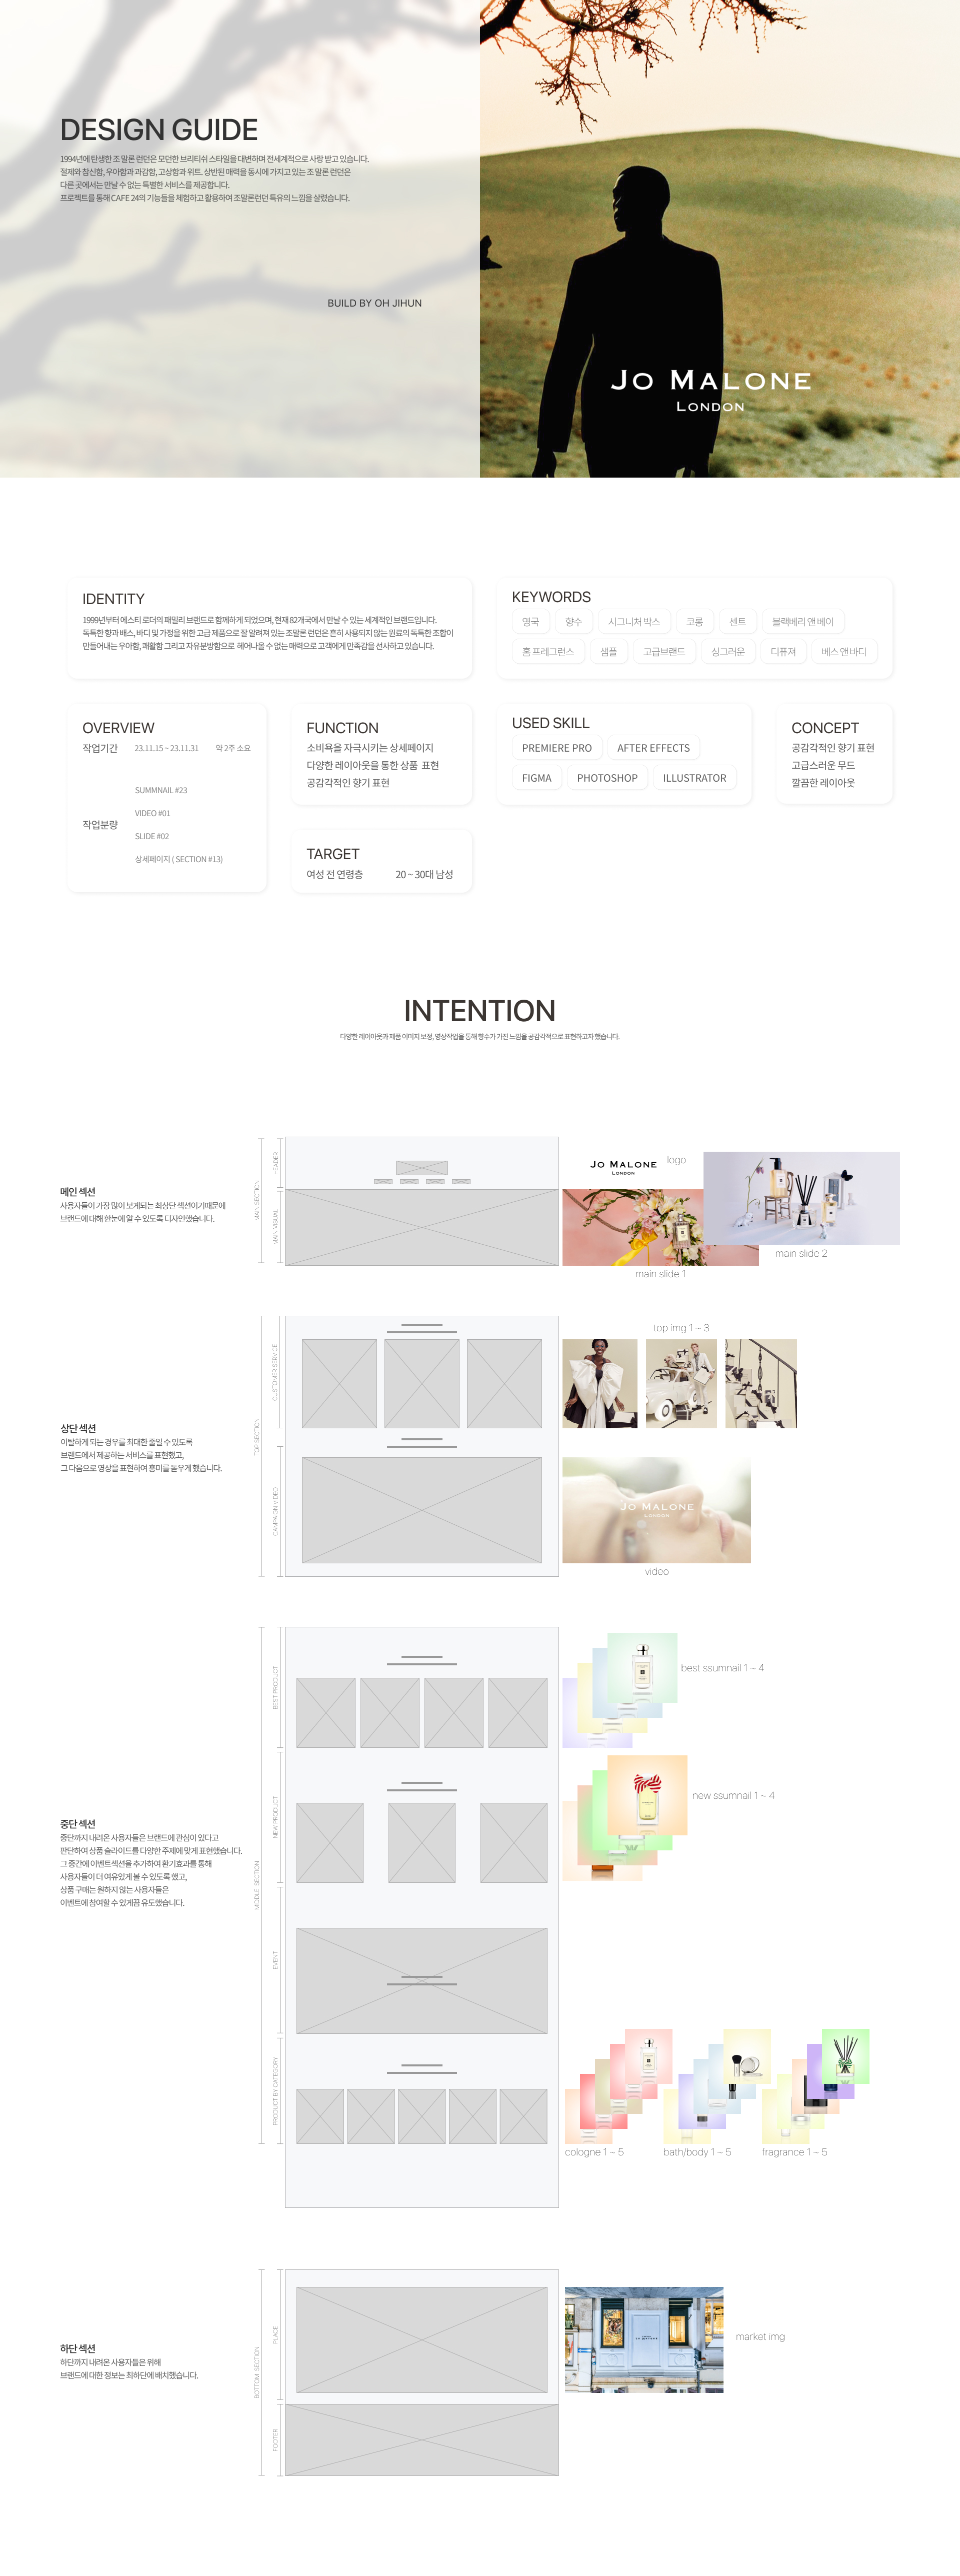 DESIGN GUIDE
1994년에 탄생한 조 말론 런던은 모던한 브리티쉬 스타일을 대변하며 전세계적으로 사랑 받고 있습니다.
절제와 참신함, 우아함과 과감함, 고상함과 위트. 상반된 매력을 동시에 가지고 있는 조 말론 런던은
다른 곳에서는 만날 수 없는 특별한 서비스를 제공합니다.
프로젝트를 통해 CAFE 24의 기능들을 체험하고 활용하여 조말론런던 특유의 느낌을 살렸습니다.
BUILD BY OH JIHUN
JO MALONE
LONDON
IDENTITY
1999년부터 에스티 로더의 패밀리 브랜드로 함께하게 되었으며, 현재 82개국에서 만날 수 있는 세계적인 브랜드입니다.
독특한 향과 배스, 바디 및 가정을 위한 고급 제품으로 잘 알려져 있는 조말론 런던은 흔히 사용되지 않는 원료의 독특한 조합이
만들어내는 우아함, 쾌활함 그리고 자유분방함으로 헤어나올 수 없는 매력으로 고객에게 만족감을 선사하고 있습니다.
KEYWORDS
영국 향수 시그니처 박스 코롱 센트 블랙베리 앤 베이
홈 프레그런스 샘플 고급브랜드 싱그러운 디퓨져 베스 앤 바디
OVERVIEW
작업기간 23.11.15 ~ 23.11.31 약 2주 소요
작업분량
SUMMNAIL #23
VIDEO #01
SLIDE #02
상세페이지 ( SECTION #13)
FUNCTION
소비욕을 자극시키는 상세페이지
다양한 레이아웃을 통한 상품 표현
공감각적인 향기 표현
TARGET
여성 전 연령층 20 ~ 30대 남성
USED SKILL
PREMIERE PRO AFTER EFFECTS
FIGMA PHOTOSHOP ILLUSTRATOR
CONCEPT
공감각적인 향기 표현
고급스러운 무드
깔끔한 레이아웃
INTENTION
다양한 레이아웃과 제품 이미지 보정, 영상작업을 통해 향수가 가진 느낌을 공감각적으로 표현하고자 했습니다.
메인 섹션
사용자들이 가장 많이 보게되는 최상단 섹션이기때문에
브랜드에 대해 한눈에 알 수 있도록 디자인했습니다.
MAIN SECTION
HEADER
MAIN VISUAL
JO MALONE
LONDON
logo
main slide 1
main slide 2
상단 섹션
이탈하게 되는 경우를 최대한 줄일 수 있도록
브랜드에서 제공하는 서비스를 표현했고,
그 다음으로 영상을 표현하여 흥미를 돋우게 했습니다.
TOP SECTION
CUSTOMER SERVICE
CAMPAIGN VIDEO
top img 1 ~ 3
JO MALONE
LONDON
video
중단 섹션
중단까지 내려온 사용자들은 브랜드에 관심이 있다고
판단하여 상품 슬라이드를 다양한 주제에 맞게 표현했습니다.
그 중간에 이벤트섹션을 추가하여 환기효과를 통해
사용자들이 더 여유있게 볼 수 있도록 했고,
상품 구매는 원하지 않는 사용자들은
이벤트에 참여할 수 있게끔 유도했습니다.
MIDDLE SECTION
BEST PRODUCT
NEW PRODUCT
EVENT
PRODUCT BY CATEGORY
best ssumnail 1 ~ 4
new ssumnail 1 ~ 4
cologne 1 ~ 5
bath/body 1 ~ 5
fragrance 1 ~ 5
하단 섹션
하단까지 내려온 사용자들은 위해
브랜드에 대한 정보는 최하단에 배치했습니다.
BOTTOM SECTION
PLACE
FOOTER
market img